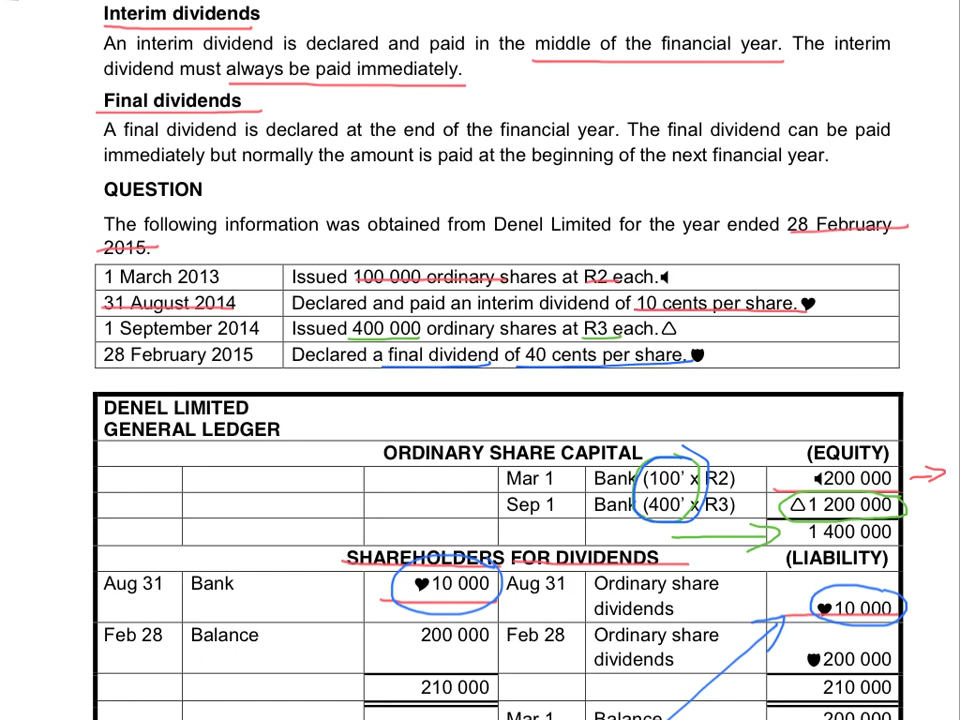 Interim dividends
An interim dividend is declared and paid in the middle of the financial year. The interim
dividend must always be paid immediately.
Final dividends
A final dividend is declared at the end of the financial year. The final dividend can be paid
immediately but normally the amount is paid at the beginning of the next financial year.
QUESTION
The following information was obtained from Denel Limited for the year ended 28 February
2015.
1 March 2013 Issued 100 000 ordinary shares at R2 each.
31 August 2014 Declared and paid an interim dividend of 10 cents per share.♥
1 September 2014 Issued 400 000 ordinary shares at R3 each.△
28 February 2015 Declared a final dividend of 40 cents per share.
DENEL LIMITED
GENERAL LEDGER
ORDINARY SHARE CAPITAL (EQUITY)
Mar 1 Bank (100' x R2) 200 000
Sep 1 Bank (400' x R3) △1 200 000
1 400 000
SHAREHOLDERS FOR DIVIDENDS (LIABILITY)
Aug 31 Bank ♥10 000 Aug 31 Ordinary share
dividends ♥10 000
Feb 28 Balance 200 000 Feb 28 Ordinary share
dividends 200 000
210 000 210 000
Mar 1 Balance 200 000